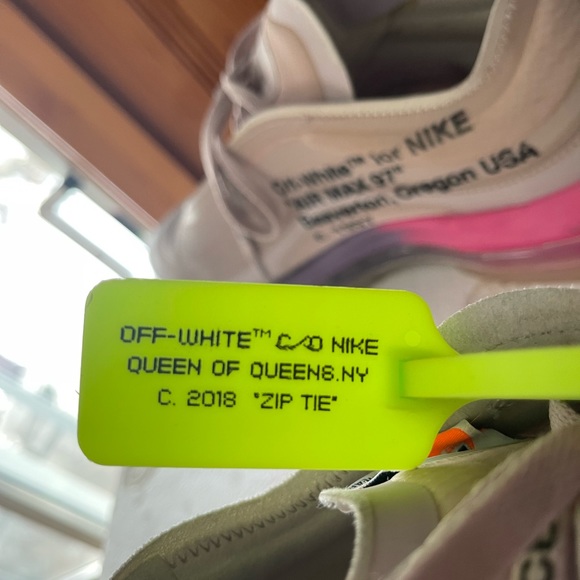 Off-White™ for NIKE
"AIR MAX 97"
Beaverton, Oregon USA
OFF-WHITE™ C/O NIKE
QUEEN OF QUEENS.NY
C. 2018 "ZIP TIE"